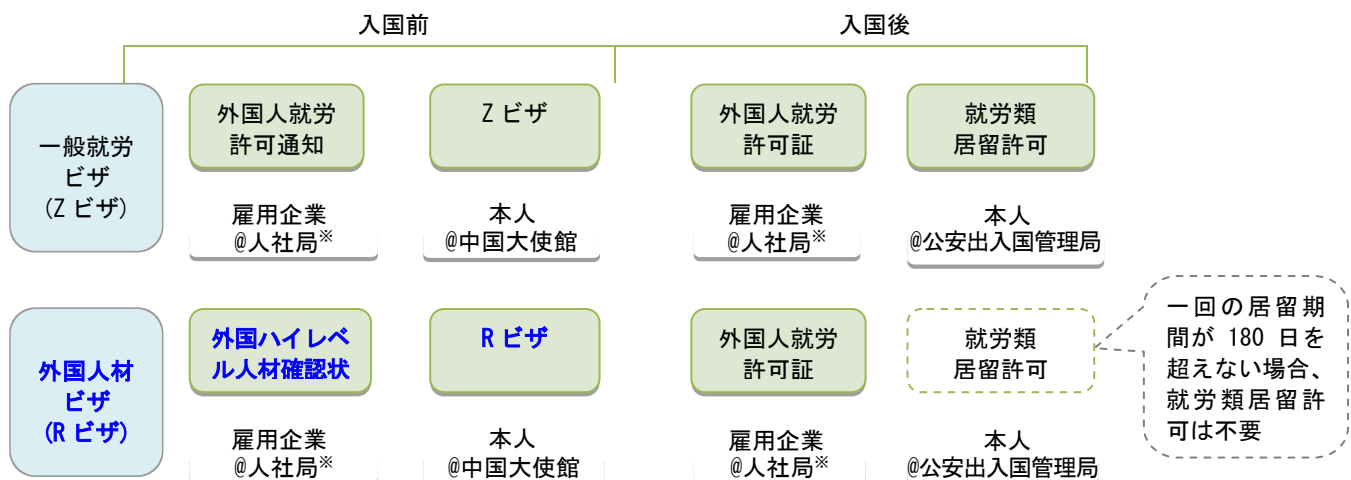 入国前
入国後
一般就労
ビザ
(Z ビザ)
外国人就労
許可通知
Z ビザ
外国人就労
許可証
就労類
居留許可
雇用企業
@人社局※
本人
@中国大使館
雇用企業
@人社局※
本人
@公安出入国管理局
外国人材
ビザ
(R ビザ)
外国ハイレベ
ル人材確認状
R ビザ
外国人就労
許可証
就労類
居留許可
一回の居留期
間が 180 日を
超えない場合、
就労類居留許
可は不要
雇用企業
@人社局※
本人
@中国大使館
雇用企業
@人社局※
本人
@公安出入国管理局